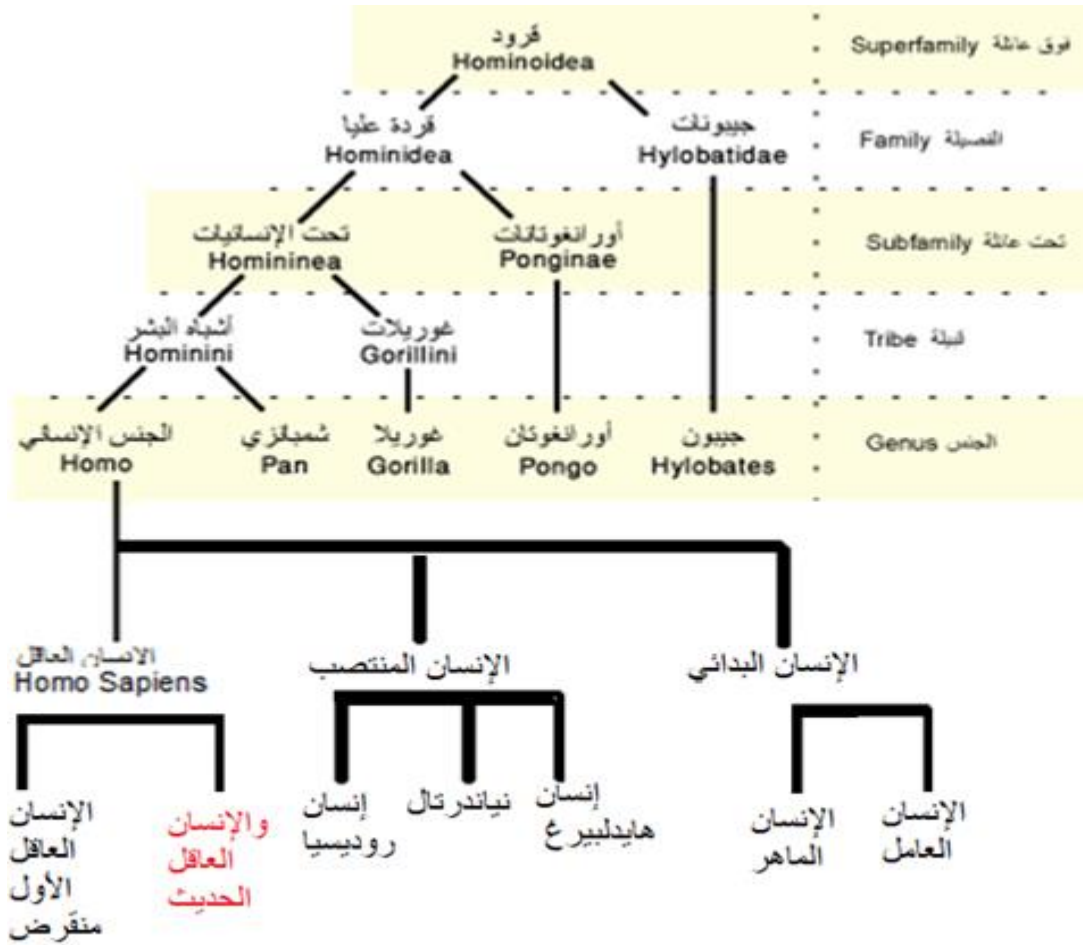 قرود
Hominoidea
فوق عائلة Superfamily
قردة عليا
Hominidea
جيبونات
Hylobatidae
الفصيلة Family
تحت الإنسانيات
Homininea
أورانغوتانات
Ponginae
تحت عائلة Subfamily
أشباه البشر
Hominini
غوريلات
Gorillini
قبيلة Tribe
الجنس الإنساني
Homo
شمبانزي
Pan
غوريلا
Gorilla
أورانغوتان
Pongo
جيبون
Hylobates
الجنس Genus
الانسان العاقل
Homo Sapiens
الإنسان المنتصب
الإنسان البدائي
الإنسان
العاقل
الأول
منقرض
والإنسان
العاقل
الحديث
إنسان
روديسيا
نياندرتال
إنسان
هايدلبيرغ
الإنسان
الماهر
الإنسان
العامل